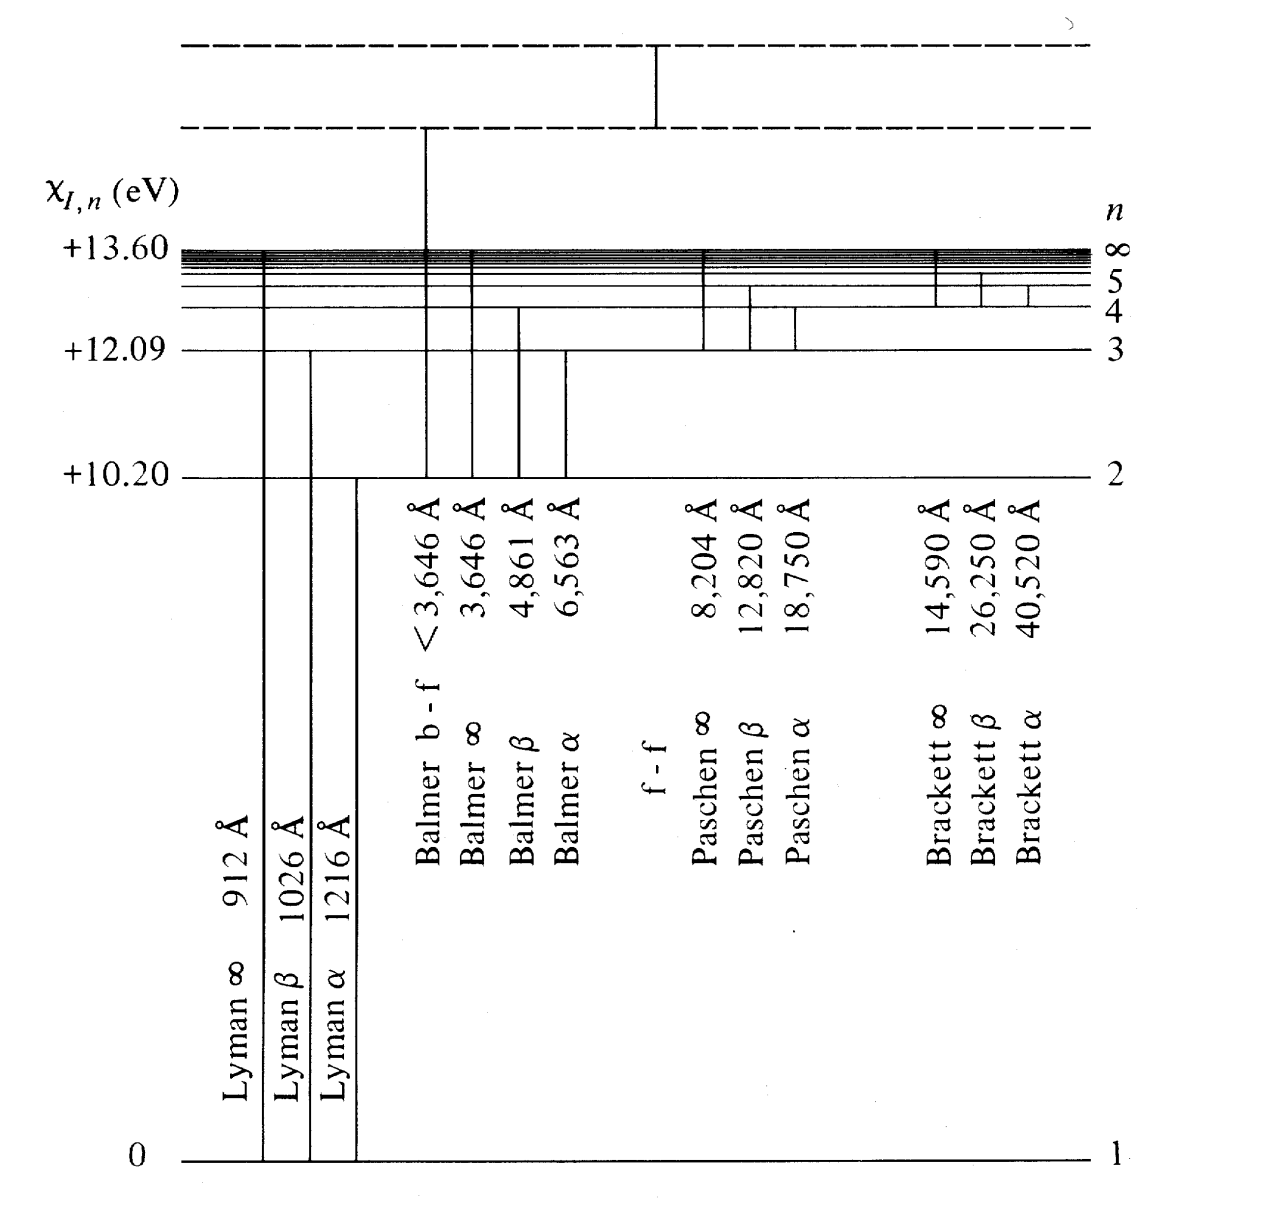 χI,n (eV)
n
+13.60
∞
5
4
+12.09
3
+10.20
2
Lyman ∞ 912 Å
Lyman β 1026 Å
Lyman α 1216 Å
Balmer b - f <3,646 Å
Balmer ∞ 3,646 Å
Balmer β 4,861 Å
Balmer α 6,563 Å
f - f
Paschen ∞ 8,204 Å
Paschen β 12,820 Å
Paschen α 18,750 Å
Brackett ∞ 14,590 Å
Brackett β 26,250 Å
Brackett α 40,520 Å
0
1